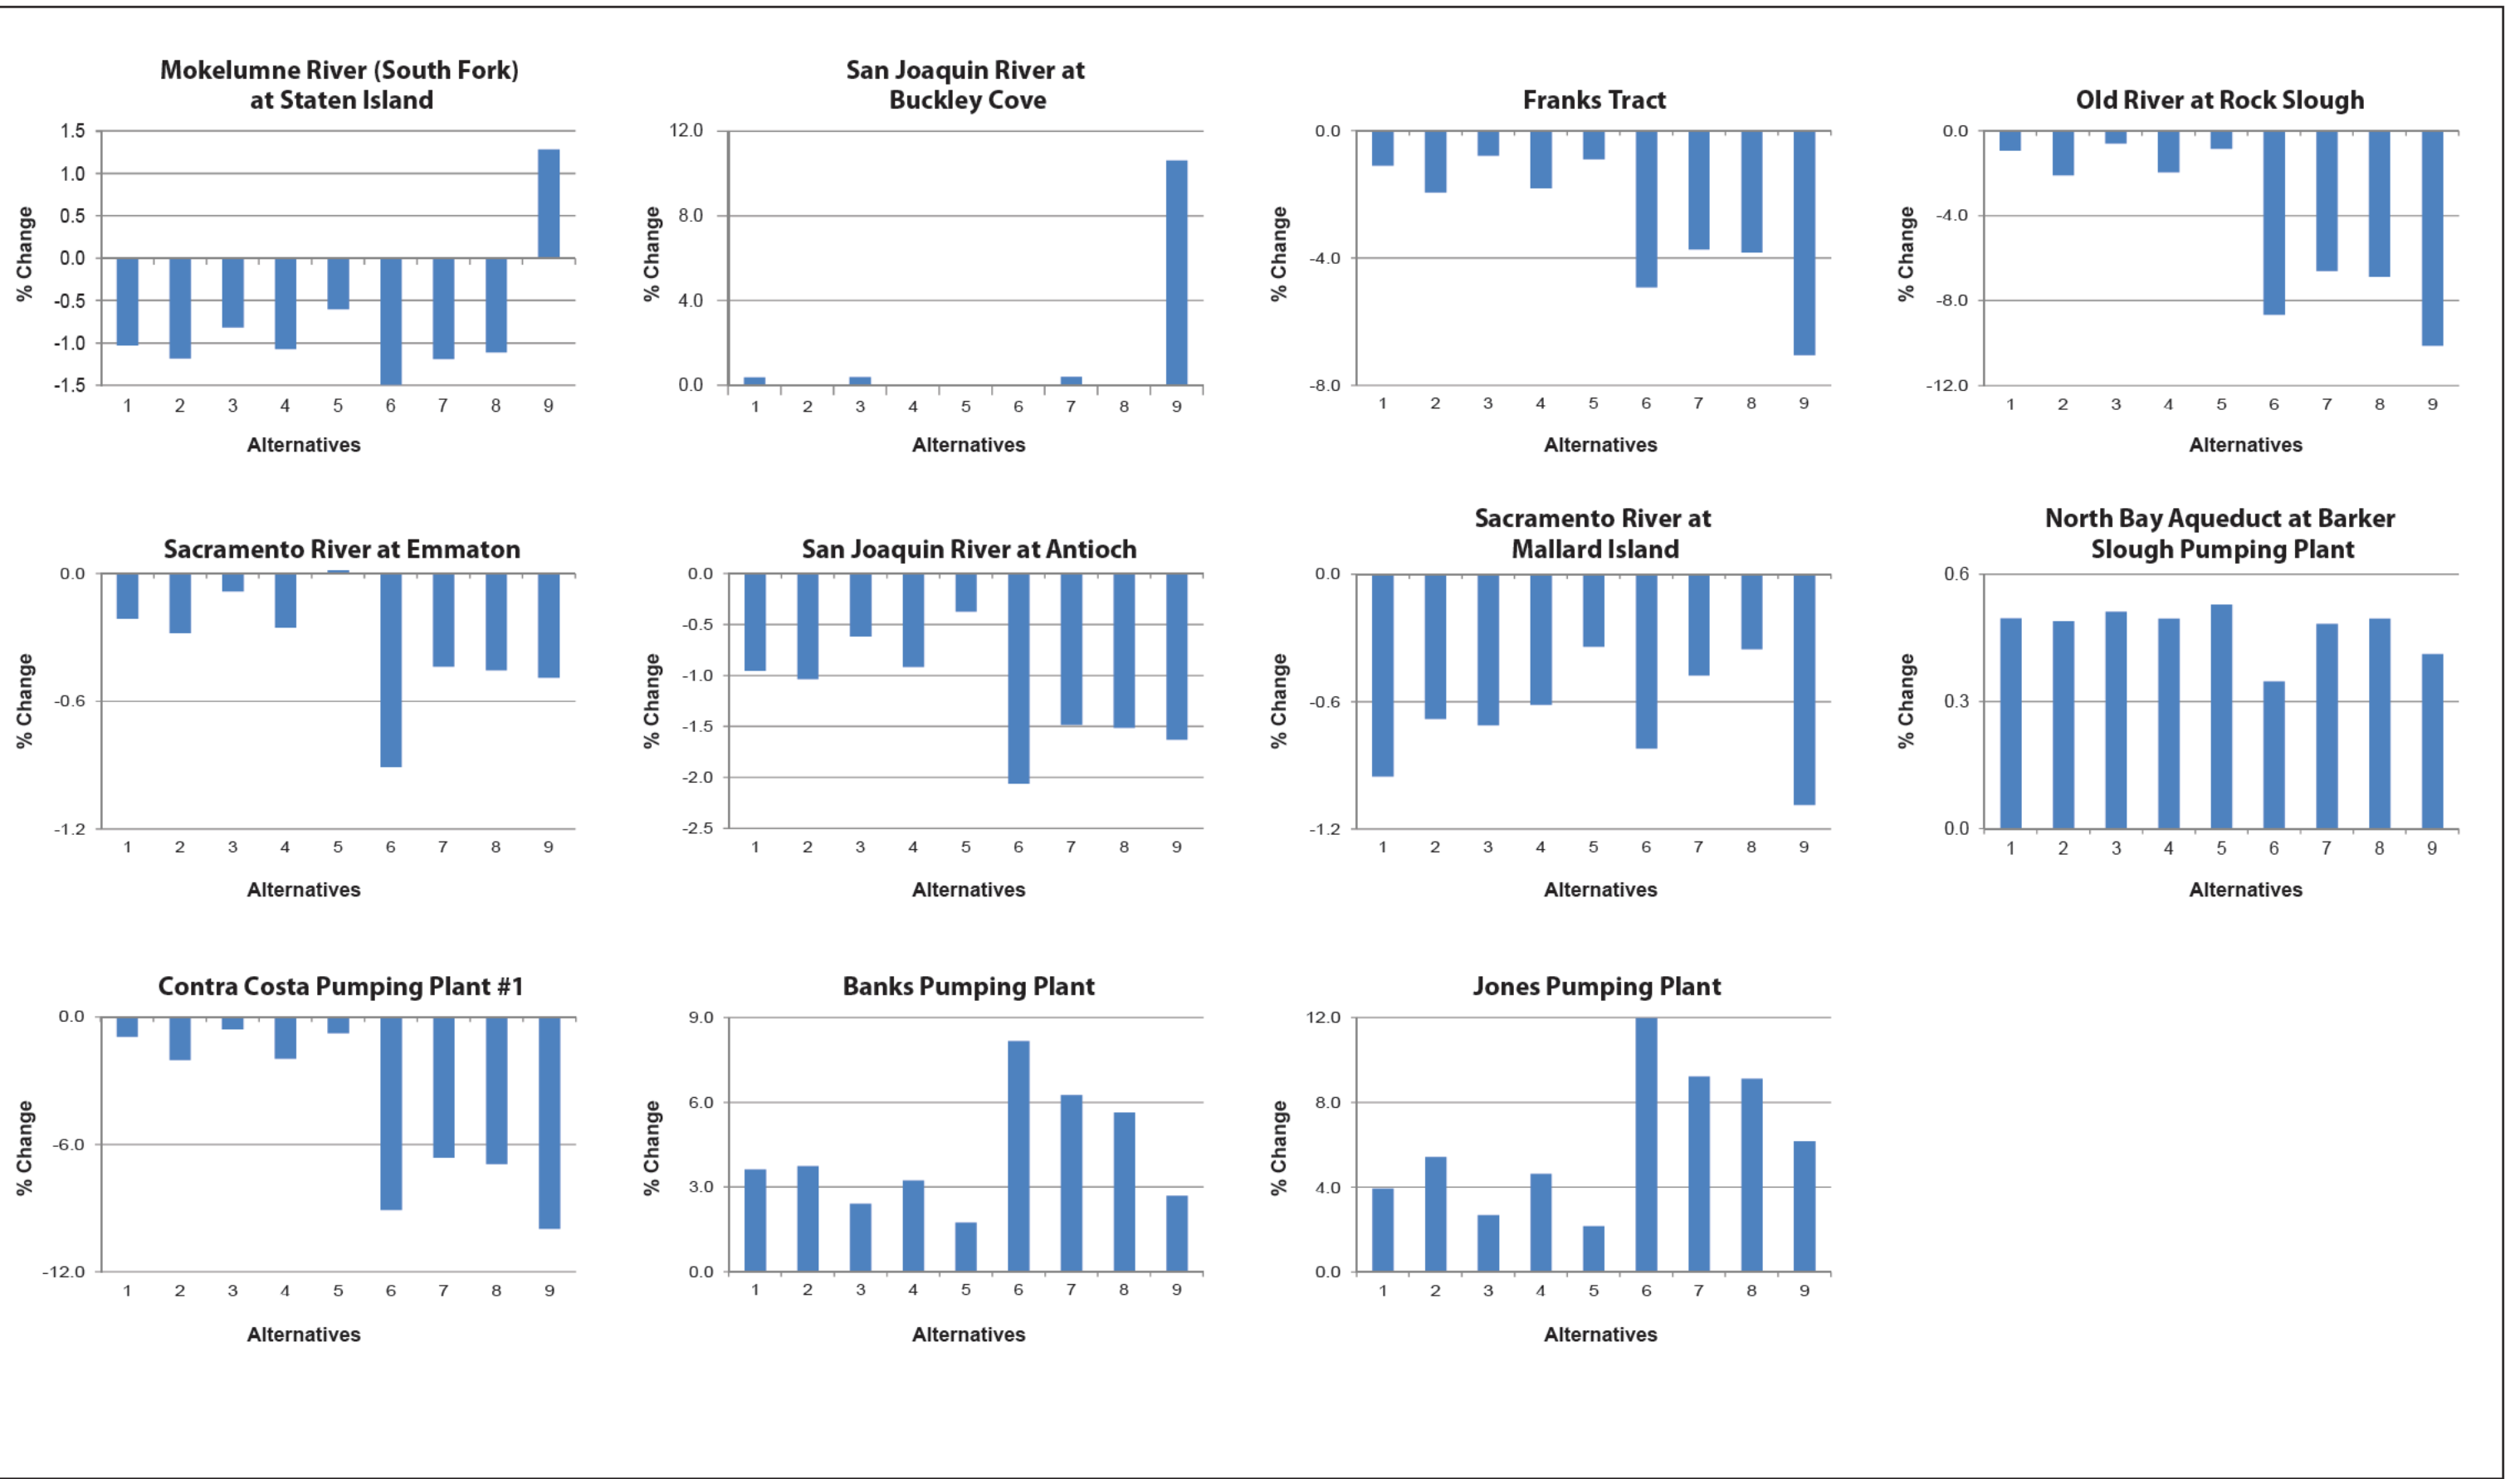 Mokelumne River (South Fork)
at Staten Island
% Change
1.5
1.0
0.5
0.0
-0.5
-1.0
-1.5
1 2 3 4 5 6 7 8 9
Alternatives
San Joaquin River at
Buckley Cove
% Change
12.0
8.0
4.0
0.0
1 2 3 4 5 6 7 8 9
Alternatives
Franks Tract
% Change
0.0
-4.0
-8.0
1 2 3 4 5 6 7 8 9
Alternatives
Old River at Rock Slough
% Change
0.0
-4.0
-8.0
-12.0
1 2 3 4 5 6 7 8 9
Alternatives
Sacramento River at Emmaton
% Change
0.0
-0.6
-1.2
1 2 3 4 5 6 7 8 9
Alternatives
San Joaquin River at Antioch
% Change
0.0
-0.5
-1.0
-1.5
-2.0
-2.5
1 2 3 4 5 6 7 8 9
Alternatives
Sacramento River at
Mallard Island
% Change
0.0
-0.6
-1.2
1 2 3 4 5 6 7 8 9
Alternatives
North Bay Aqueduct at Barker
Slough Pumping Plant
% Change
0.6
0.3
0.0
1 2 3 4 5 6 7 8 9
Alternatives
Contra Costa Pumping Plant #1
% Change
0.0
-6.0
-12.0
1 2 3 4 5 6 7 8 9
Alternatives
Banks Pumping Plant
% Change
9.0
6.0
3.0
0.0
1 2 3 4 5 6 7 8 9
Alternatives
Jones Pumping Plant
% Change
12.0
8.0
4.0
0.0
1 2 3 4 5 6 7 8 9
Alternatives